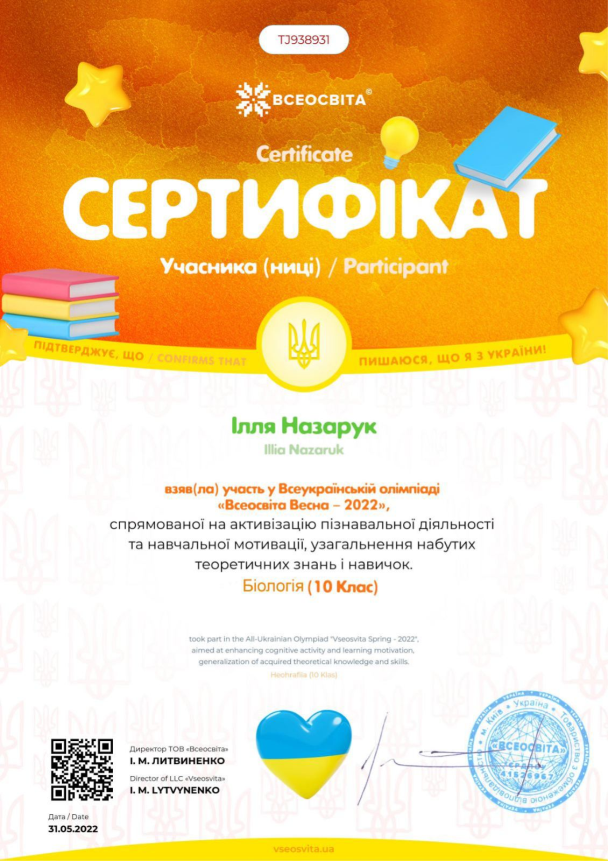 TJ938931
ВСЕОСВІТА©
Certificate
СЕРТИФІКАТ
Учасника (ниці) / Participant
ПІДТВЕРДЖУЄ, ЩО / CONFIRMS THAT
ПИШАЮСЯ, ЩО Я З УКРАЇНИ!
Ілля Назарук
Illia Nazaruk
взяв(ла) участь у Всеукраїнській олімпіаді
«Всеосвіта Весна – 2022»,
спрямованої на активізацію пізнавальної діяльності
та навчальної мотивації, узагальнення набутих
теоретичних знань і навичок.
Біологія (10 Клас)
took part in the All-Ukrainian Olympiad "Vseosvita Spring - 2022",
aimed at enhancing cognitive activity and learning motivation,
generalization of acquired theoretical knowledge and skills.
Heohrafiia (10 Klas)
Директор ТОВ «Всеосвіта»
І. М. ЛИТВИНЕНКО
Director of LLC «Vseosvita»
I. M. LYTVYNENKO
Дата / Date
31.05.2022
Україна * Товариство з обмеженою відповідальністю * м. Київ
«ВСЕОСВІТА»
vseosvita.ua